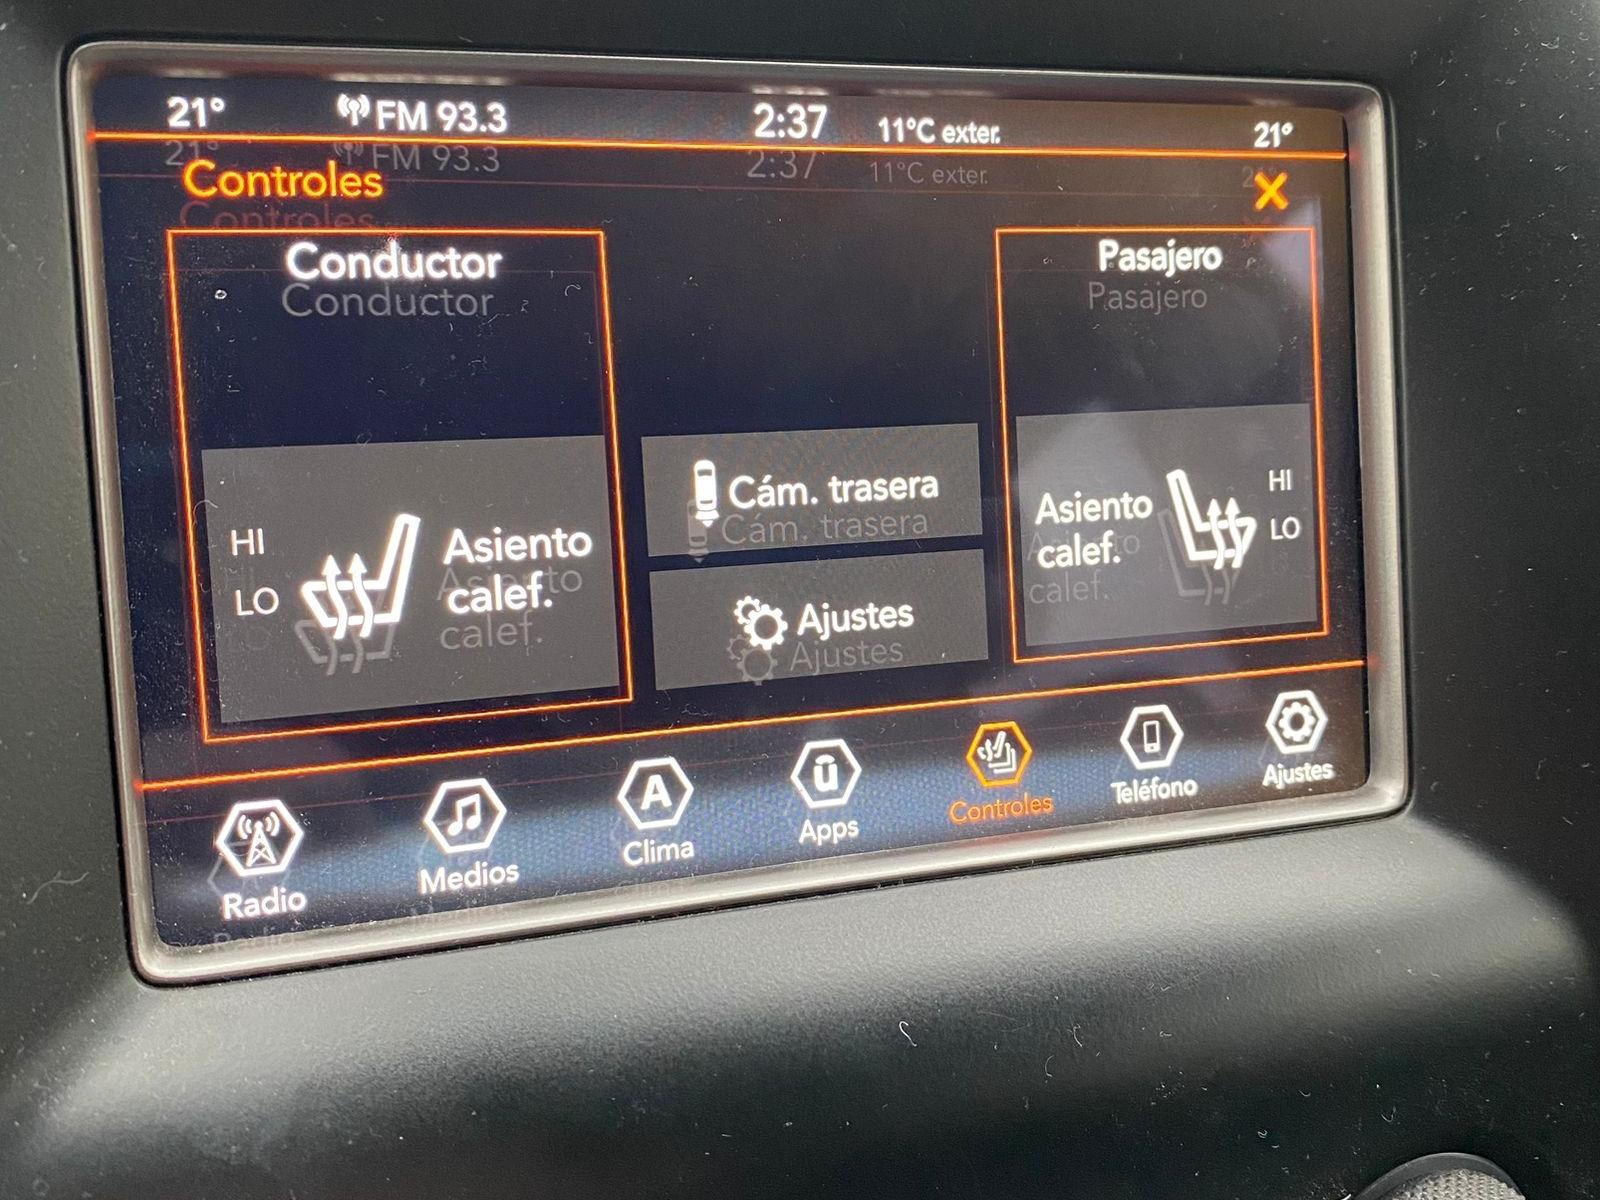 21° FM 93.3 2:37 11°C exter. 21°
Controles X
Conductor
Pasajero
HI
LO
Asiento
calef.
Cám. trasera
Ajustes
Asiento
calef.
HI
LO
Radio
Medios
A
Clima
û
Apps
Controles
Teléfono
Ajustes